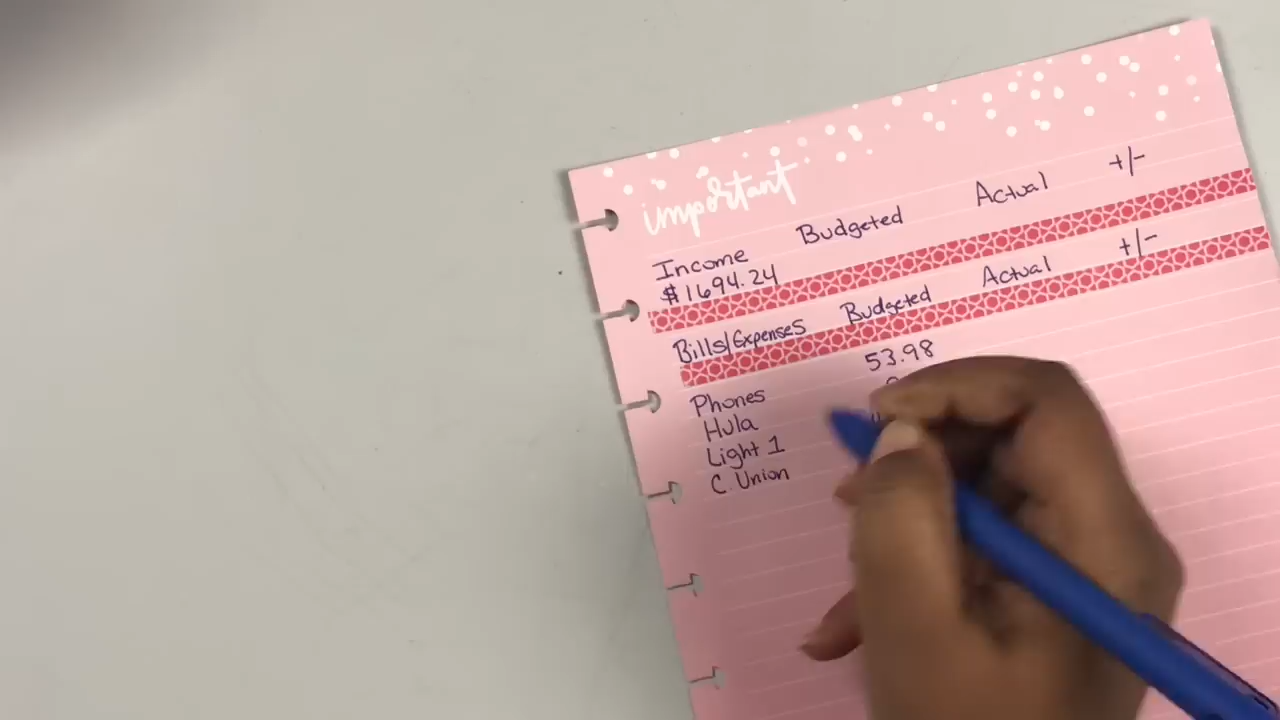 important
Income Budgeted Actual +/-
$1694.24
Bills/Expenses Budgeted Actual +/-
Phones 53.98
Hula
Light 1
C. Union